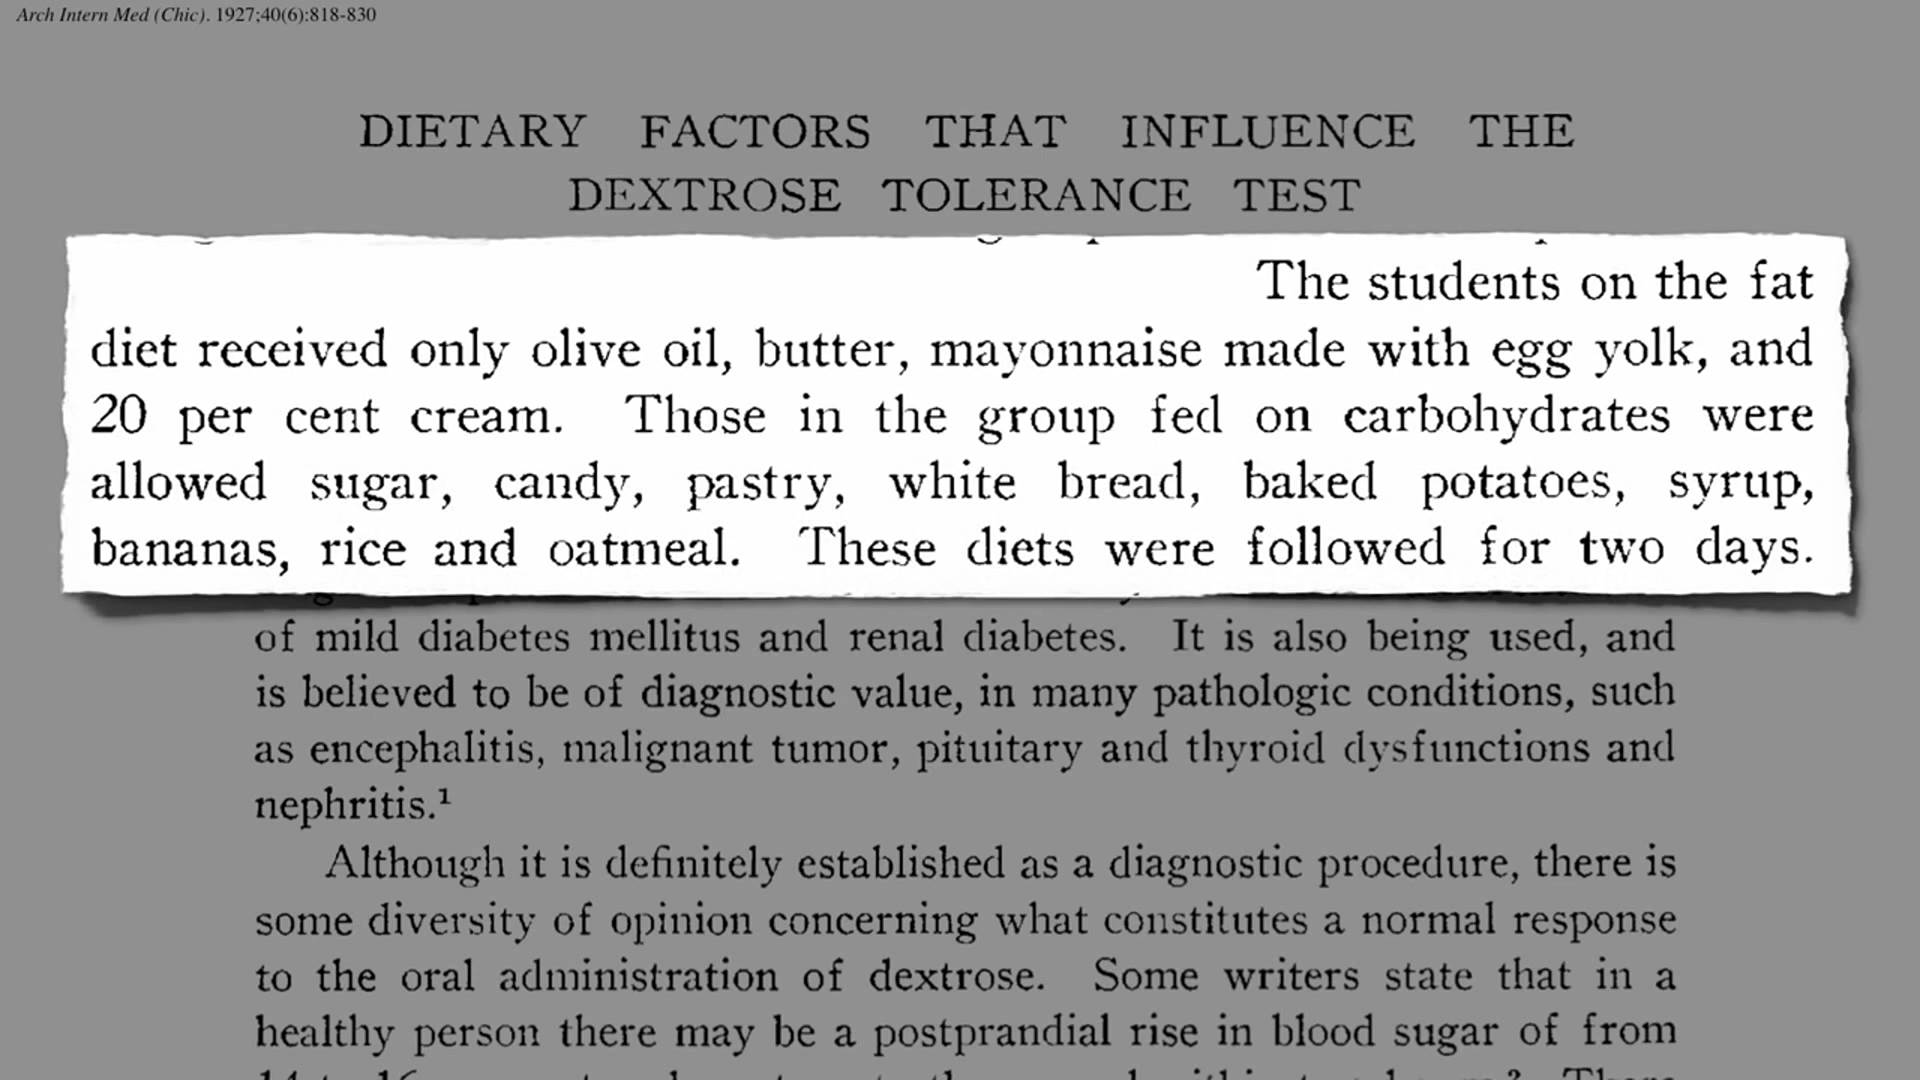 Arch Intern Med (Chic). 1927;40(6):818-830
DIETARY FACTORS THAT INFLUENCE THE
DEXTROSE TOLERANCE TEST
The students on the fat
diet received only olive oil, butter, mayonnaise made with egg yolk, and
20 per cent cream. Those in the group fed on carbohydrates were
allowed sugar, candy, pastry, white bread, baked potatoes, syrup,
bananas, rice and oatmeal. These diets were followed for two days.
of mild diabetes mellitus and renal diabetes. It is also being used, and
is believed to be of diagnostic value, in many pathologic conditions, such
as encephalitis, malignant tumor, pituitary and thyroid dysfunctions and
nephritis.¹
Although it is definitely established as a diagnostic procedure, there is
some diversity of opinion concerning what constitutes a normal response
to the oral administration of dextrose. Some writers state that in a
healthy person there may be a postprandial rise in blood sugar of from